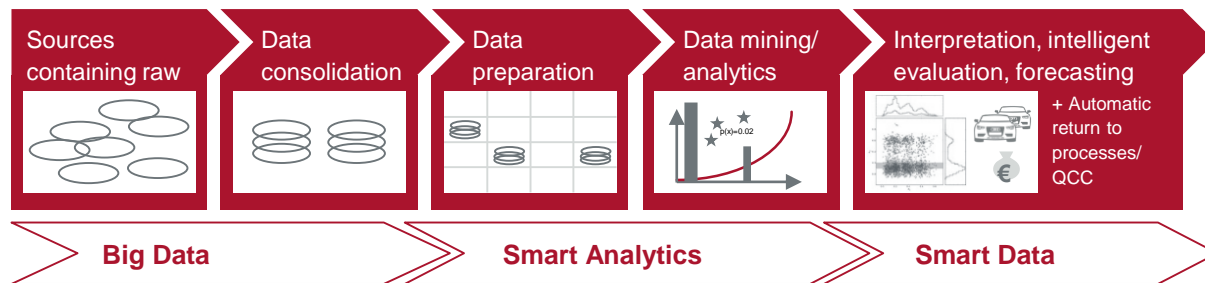 Sources
containing raw
Data
consolidation
Data
preparation
Data mining/
analytics
p(x)=0.02
Interpretation, intelligent
evaluation, forecasting
+ Automatic
return to
processes/
QCC
€
Big Data
Smart Analytics
Smart Data